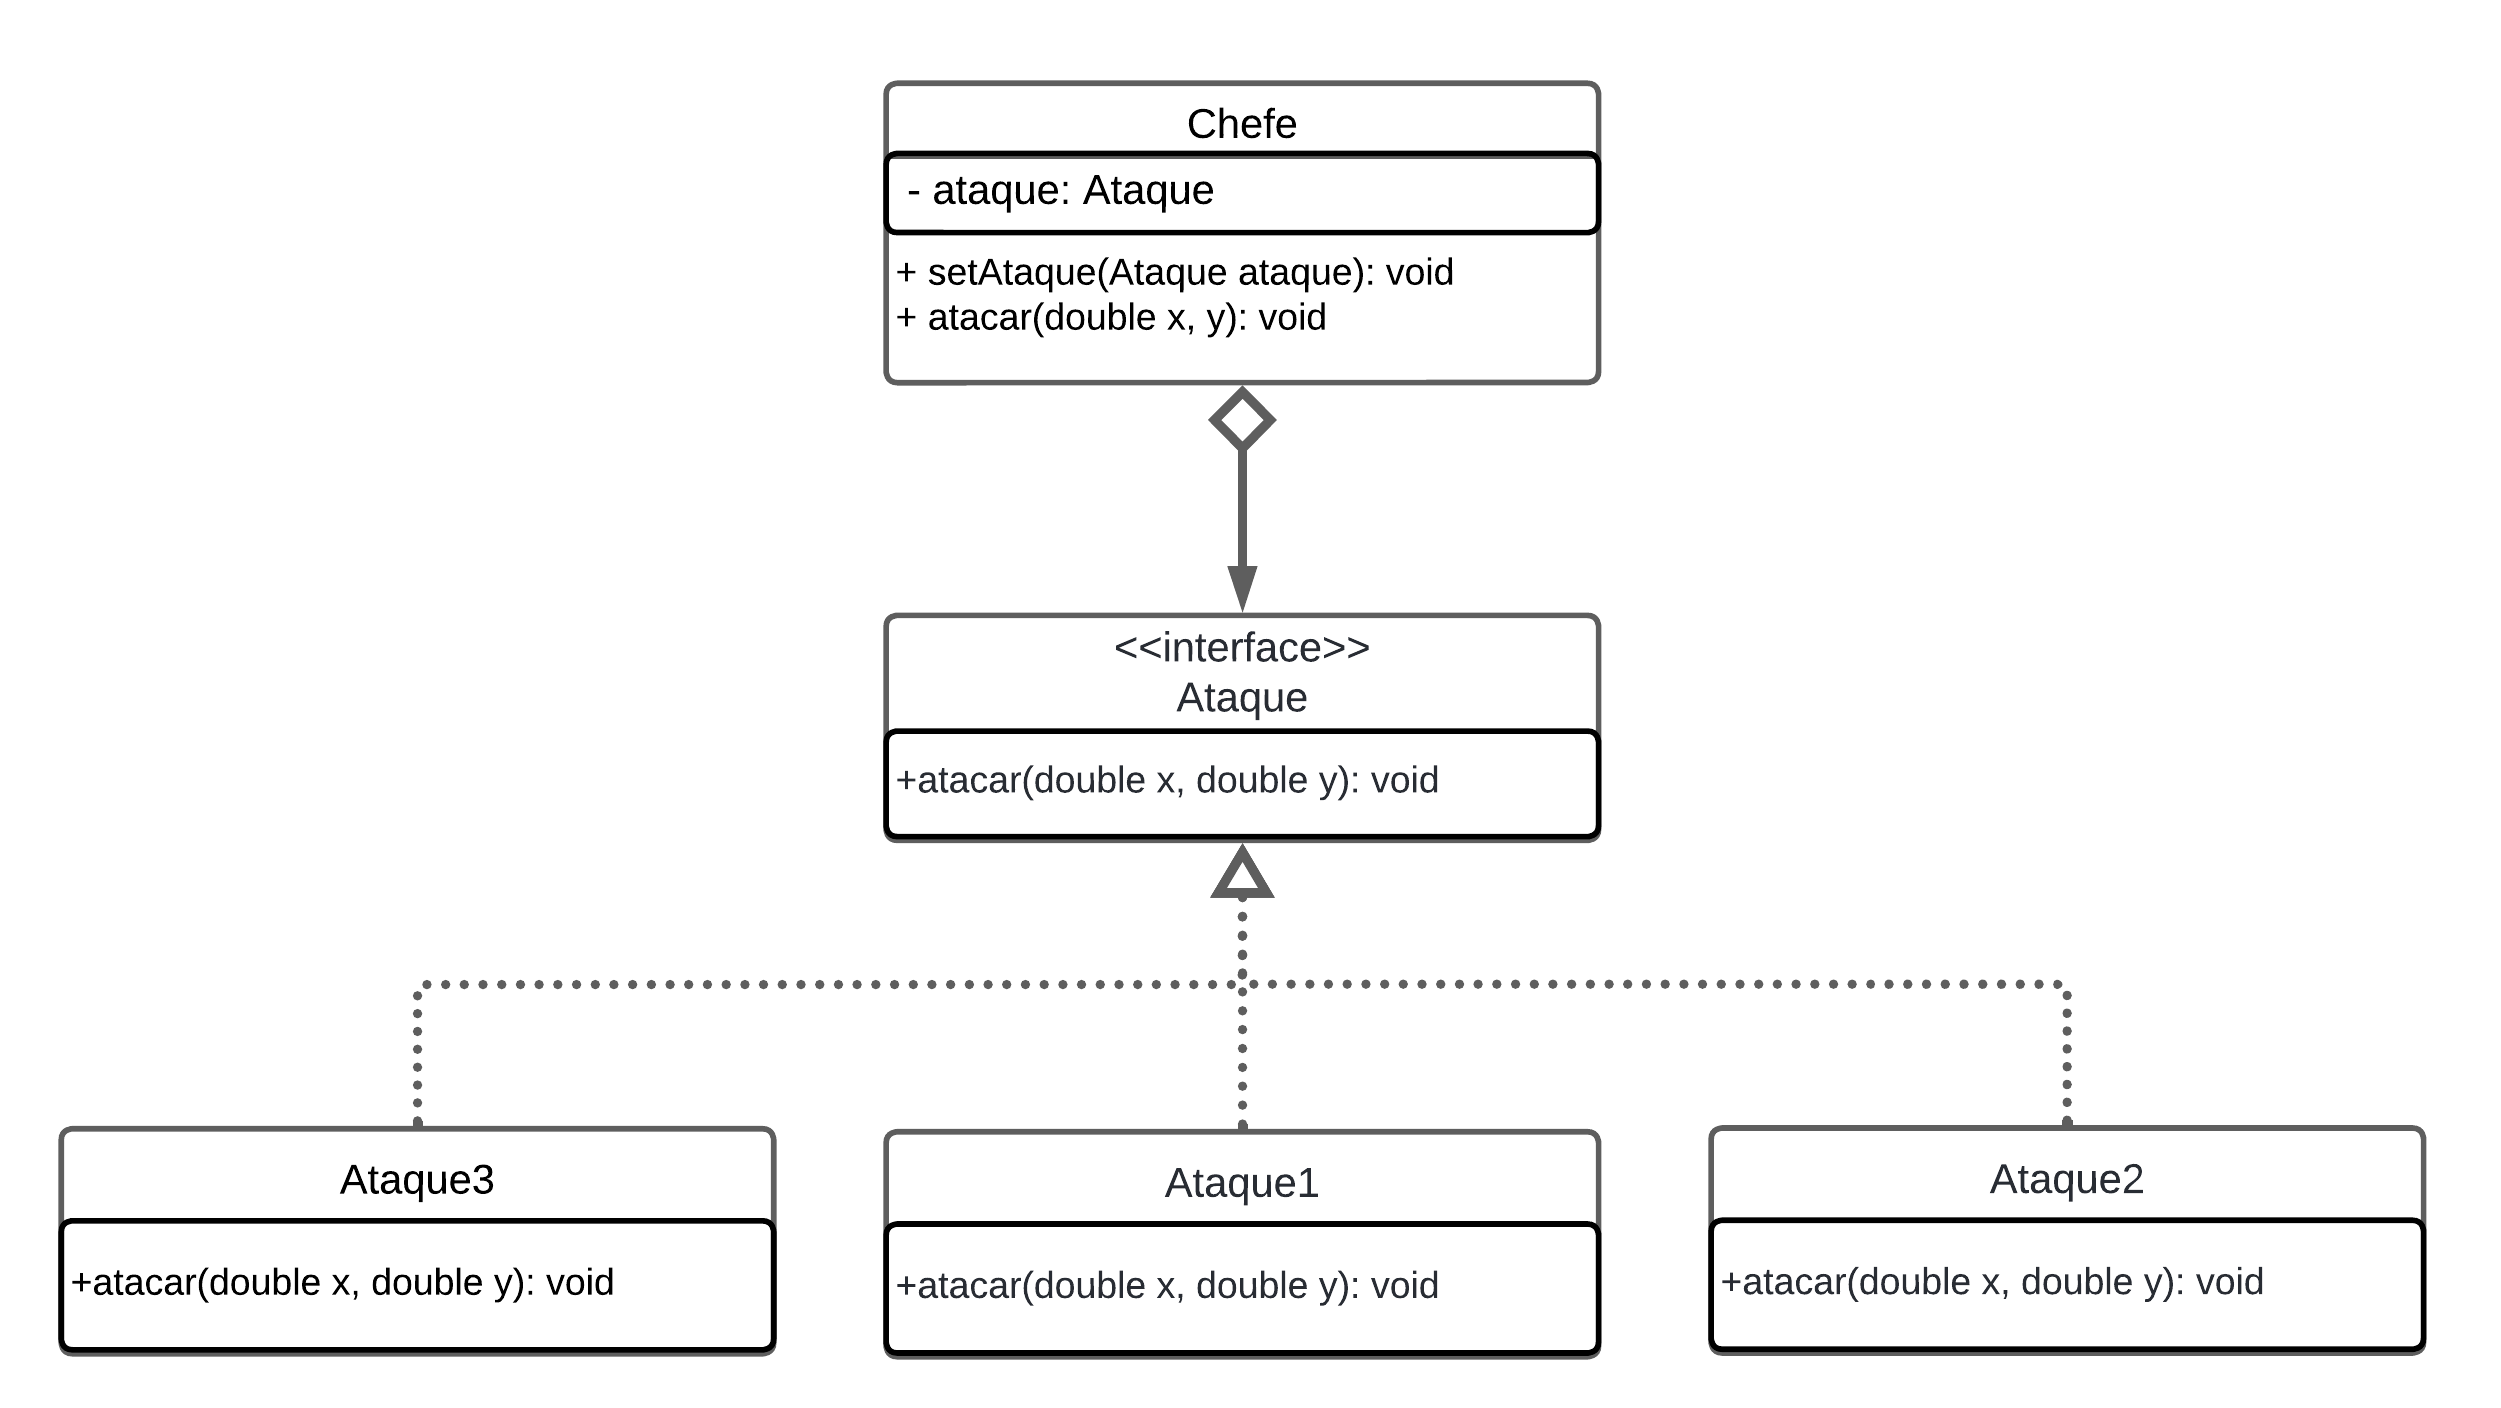 Chefe
- ataque: Ataque
+ setAtaque(Ataque ataque): void
+ atacar(double x, y): void
<<interface>>
Ataque
+atacar(double x, double y): void
Ataque3
+atacar(double x, double y): void
Ataque1
+atacar(double x, double y): void
Ataque2
+atacar(double x, double y): void